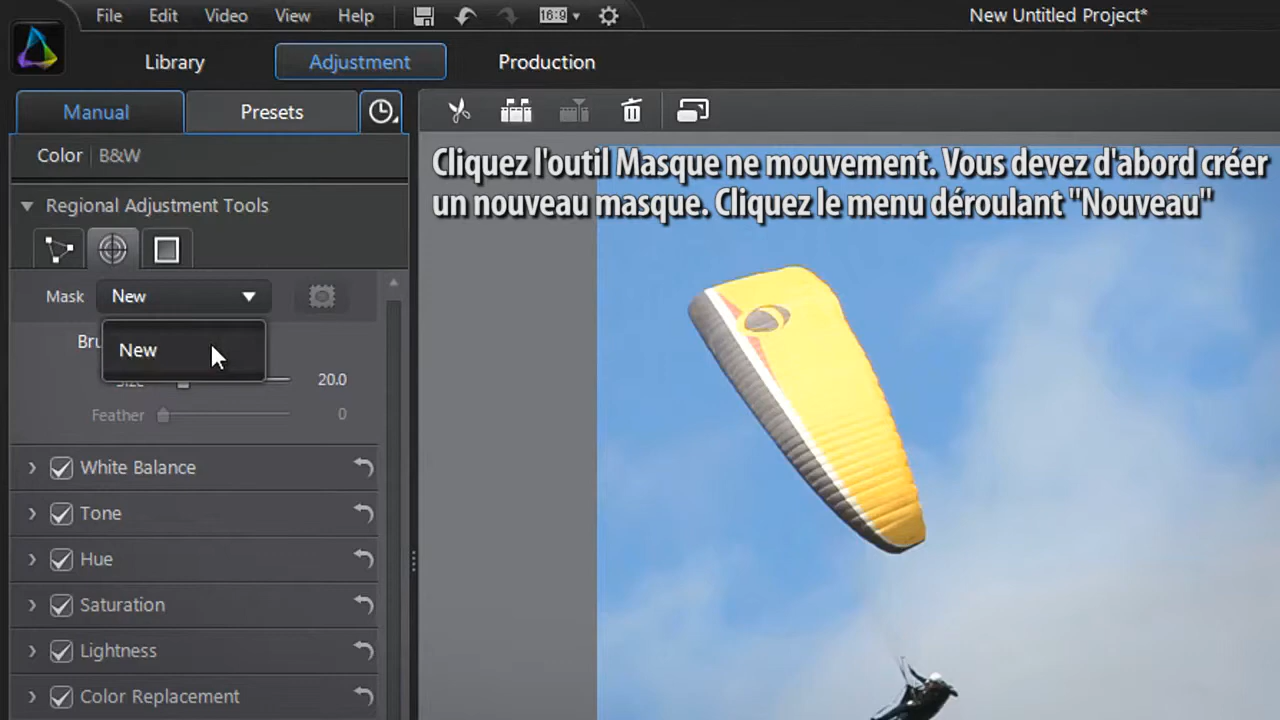 File Edit Video View Help 16:9 New Untitled Project*
Library Adjustment Production
Manual Presets
Color B&W
Cliquez l'outil Masque ne mouvement. Vous devez d'abord créer
un nouveau masque. Cliquez le menu déroulant "Nouveau"
Regional Adjustment Tools
Mask New
New
Size 20.0
Feather 0
White Balance
Tone
Hue
Saturation
Lightness
Color Replacement